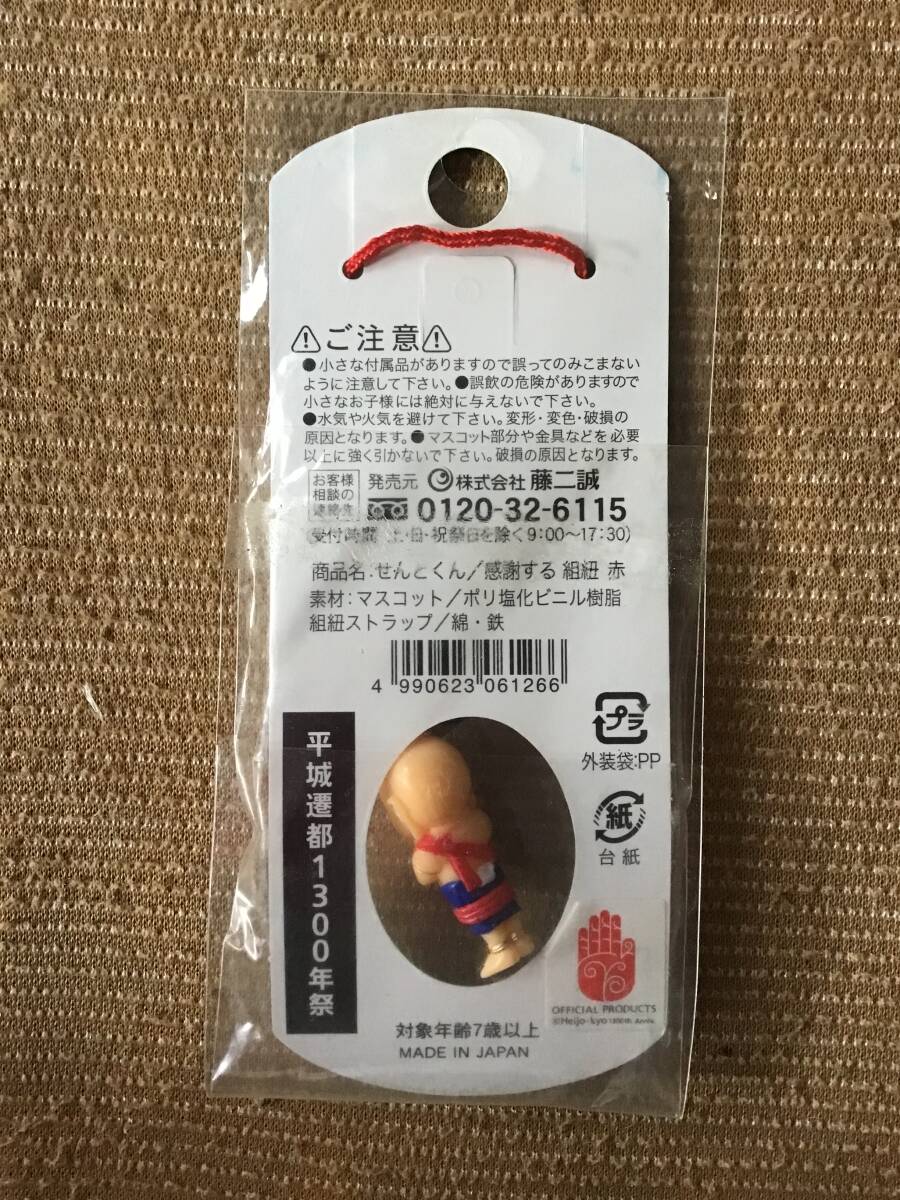 ⚠ご注意⚠
●小さな付属品がありますので誤ってのみこまない
ように注意して下さい。●誤飲の危険がありますので
小さなお子様には絶対に与えないで下さい。
●水気や火気を避けて下さい。変形・変色・破損の
原因となります。●マスコット部分や金具などを必要
以上に強く引かないで下さい。破損の原因となります。
お客様
相談の
連絡先
発売元 株式会社 藤二誠
0120-32-6115
(受付時間 土・日・祝祭日を除く9:00〜17:30)
商品名:せんとくん/感謝する 組紐 赤
素材:マスコット/ポリ塩化ビニル樹脂
組紐ストラップ/綿・鉄
4 990623 061266
プラ
外装袋:PP
紙
台紙
平城遷都1300年祭
OFFICIAL PRODUCTS
©Heijo-kyo 1300th. Anniv.
対象年齢7歳以上
MADE IN JAPAN